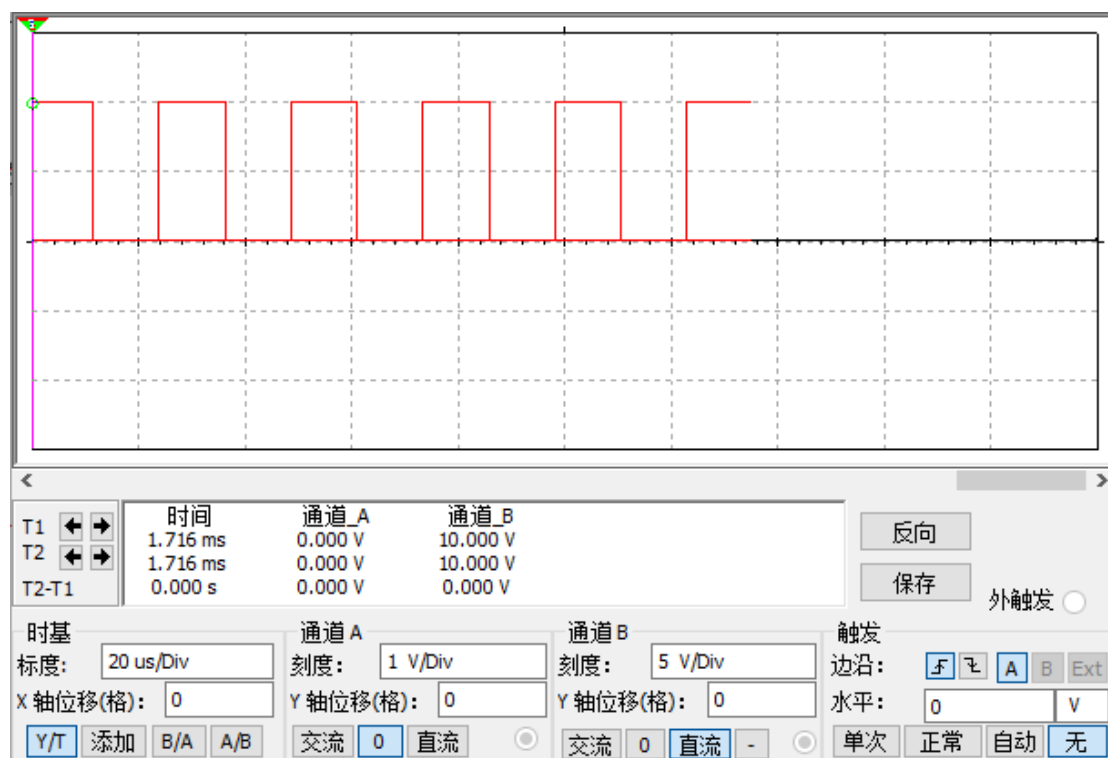 时间 通道_A 通道_B
T1 1.716 ms 0.000 V 10.000 V
T2 1.716 ms 0.000 V 10.000 V
T2-T1 0.000 s 0.000 V 0.000 V
反向
保存
外触发
时基 通道 A 通道 B 触发
标度: 20 us/Div 刻度: 1 V/Div 刻度: 5 V/Div 边沿: A B Ext
X 轴位移(格): 0 Y 轴位移(格): 0 Y 轴位移(格): 0 水平: 0 V
Y/T 添加 B/A A/B 交流 0 直流 交流 0 直流 - 单次 正常 自动 无